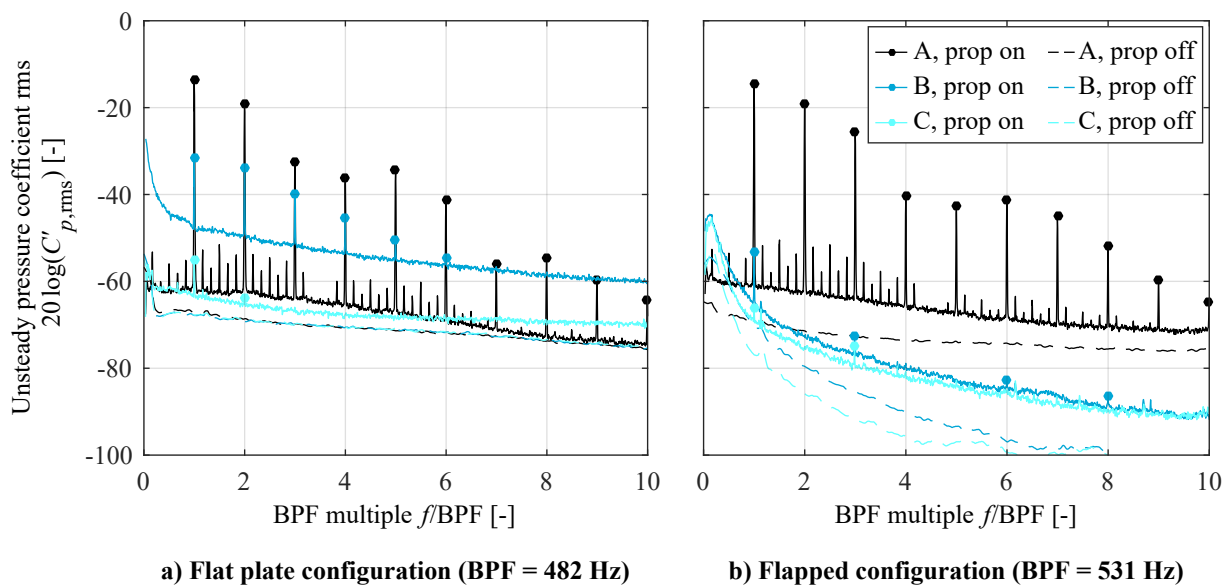 Unsteady pressure coefficient rms
20 log(C′p,rms) [-]
0
-20
-40
-60
-80
-100
0 2 4 6 8 10
BPF multiple f/BPF [-]
a) Flat plate configuration (BPF = 482 Hz)
A, prop on A, prop off
B, prop on B, prop off
C, prop on C, prop off
0 2 4 6 8 10
BPF multiple f/BPF [-]
b) Flapped configuration (BPF = 531 Hz)